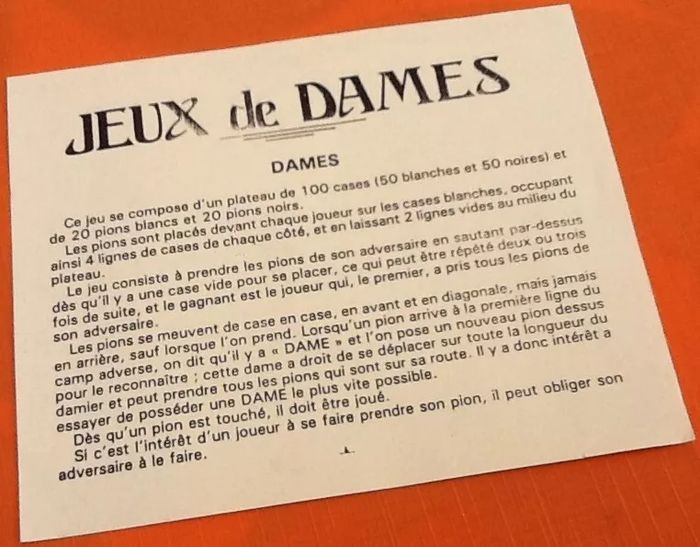 JEUX de DAMES
DAMES
Ce jeu se compose d'un plateau de 100 cases (50 blanches et 50 noires) et
de 20 pions blancs et 20 pions noirs.
Les pions sont placés devant chaque joueur sur les cases blanches, occupant
ainsi 4 lignes de cases de chaque côté, et en laissant 2 lignes vides au milieu du
plateau.
Le jeu consiste à prendre les pions de son adversaire en sautant par-dessus
dès qu'il y a une case vide pour se placer, ce qui peut être répété deux ou trois
fois de suite, et le gagnant est le joueur qui, le premier, a pris tous les pions de
son adversaire.
Les pions se meuvent de case en case, en avant et en diagonale, mais jamais
en arrière, sauf lorsque l'on prend. Lorsqu'un pion arrive à la première ligne du
camp adverse, on dit qu'il y a « DAME » et l'on pose un nouveau pion dessus
pour le reconnaître ; cette dame a droit de se déplacer sur toute la longueur du
damier et peut prendre tous les pions qui sont sur sa route. Il y a donc intérêt a
essayer de posséder une DAME le plus vite possible.
Dès qu'un pion est touché, il doit être joué.
Si c'est l'intérêt d'un joueur à se faire prendre son pion, il peut obliger son
adversaire à le faire.